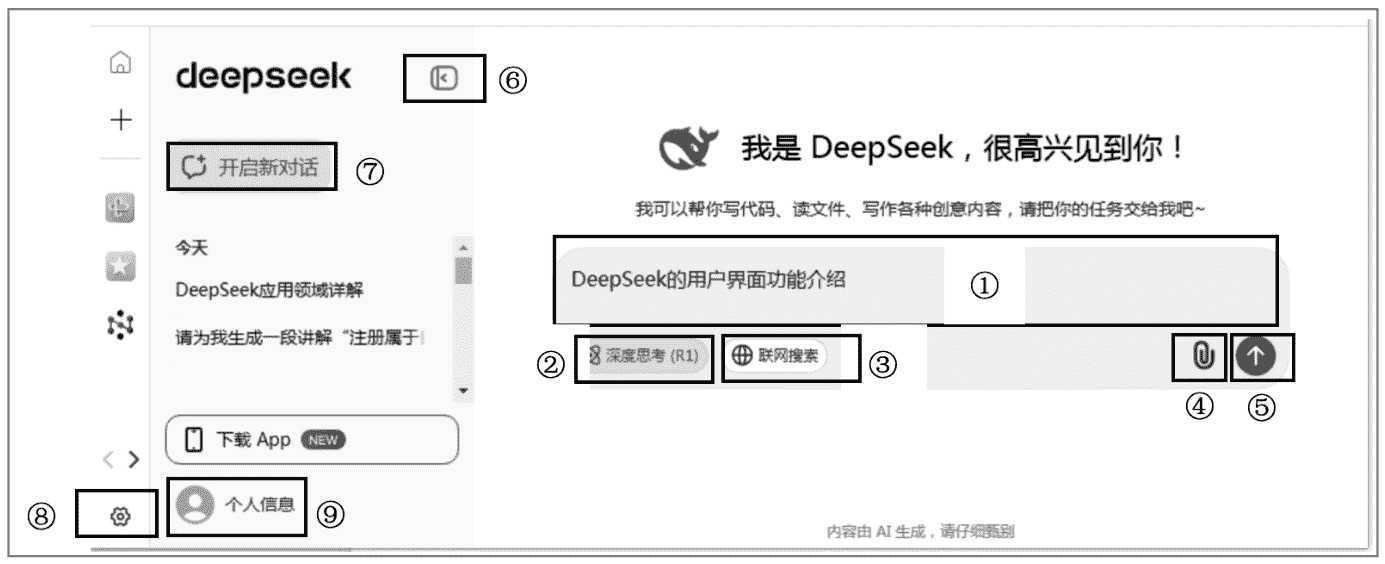 deepseek
⑥
开启新对话
⑦
今天
DeepSeek应用领域详解
请为我生成一段讲解“注册属于
下载 App NEW
⑧
个人信息
⑨
我是 DeepSeek，很高兴见到你！
我可以帮你写代码、读文件、写作各种创意内容，请把你的任务交给我吧~
DeepSeek的用户界面功能介绍
①
②
深度思考 (R1)
联网搜索
③
④
⑤
内容由 AI 生成，请仔细甄别